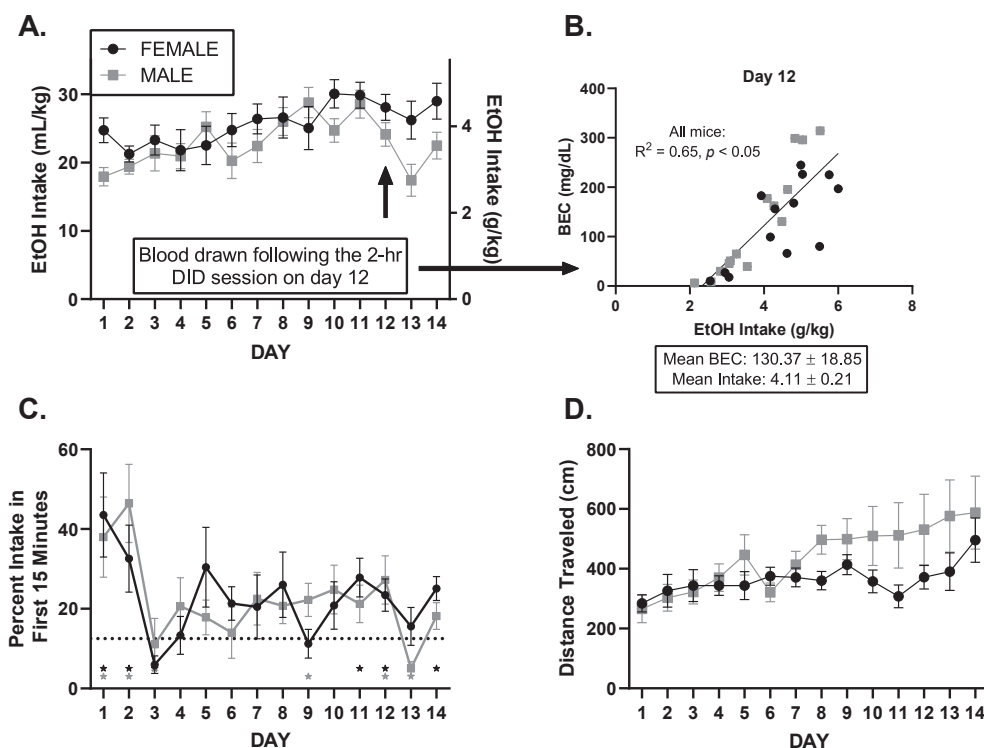 A.
FEMALE
MALE
EtOH Intake (mL/kg)
30
20
10
0
EtOH Intake
(g/kg)
4
2
0
Blood drawn following the 2-hr
DID session on day 12
1 2 3 4 5 6 7 8 9 10 11 12 13 14
DAY
B.
Day 12
All mice:
R² = 0.65, p < 0.05
BEC (mg/dL)
400
300
200
100
0
0 2 4 6 8
EtOH Intake (g/kg)
Mean BEC: 130.37 ± 18.85
Mean Intake: 4.11 ± 0.21
C.
Percent Intake in
First 15 Minutes
60
40
20
0
1 2 3 4 5 6 7 8 9 10 11 12 13 14
DAY
D.
Distance Traveled (cm)
800
600
400
200
0
1 2 3 4 5 6 7 8 9 10 11 12 13 14
DAY